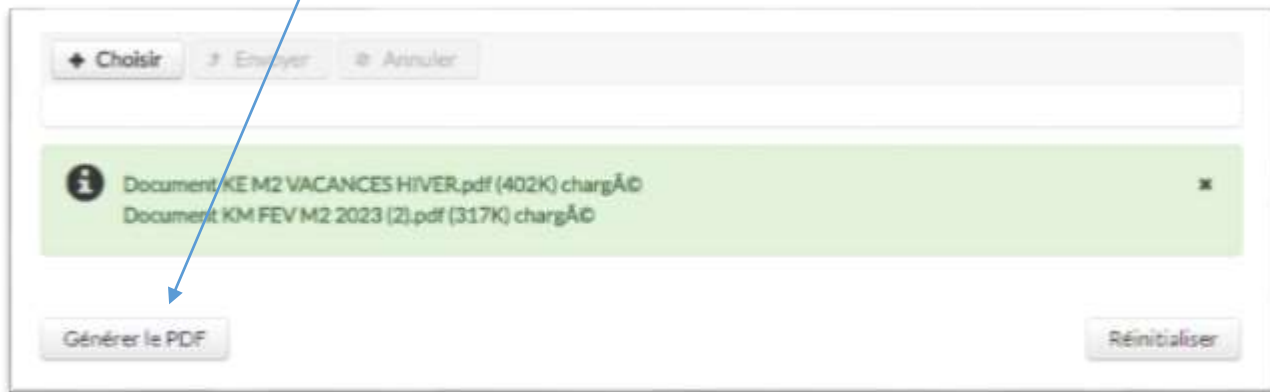 Choisir Envoyer Annuler
Document KE M2 VACANCES HIVER.pdf (402K) chargÃ©
Document KM FEV M2 2023 (2).pdf (317K) chargÃ©
Générer le PDF Réinitialiser